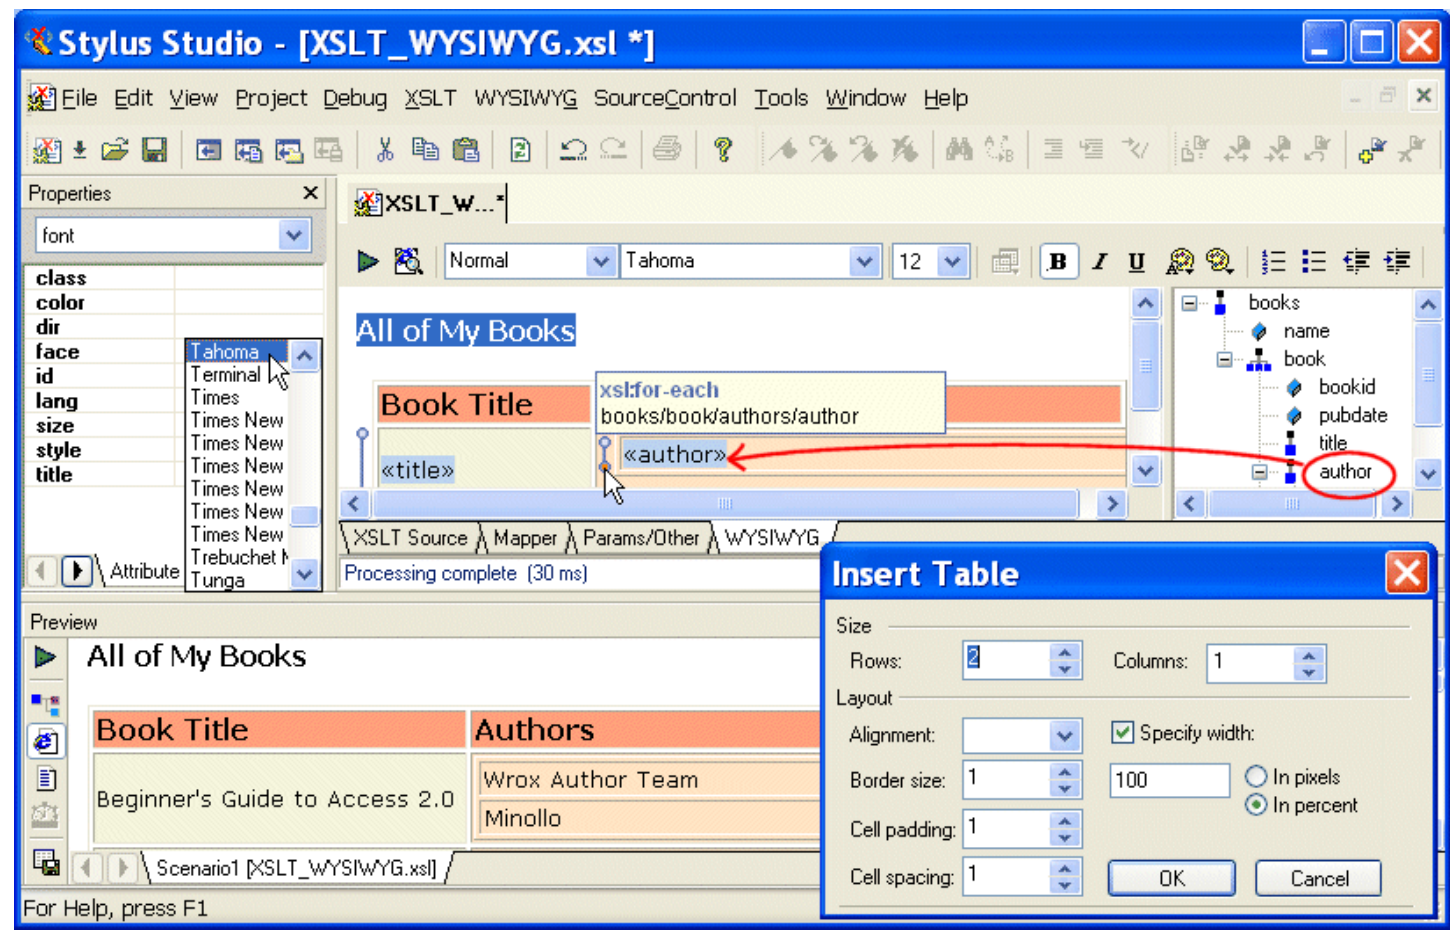 Stylus Studio - [XSLT_WYSIWYG.xsl *]
File Edit View Project Debug XSLT WYSIWYG SourceControl Tools Window Help
Properties
font
class
color
dir
face
id
lang
size
style
title
Tahoma
Terminal
Times
Times New
Times New
Times New
Times New
Times New
Times New
Trebuchet
Tunga
Attribute
XSLT_W...*
Normal
Tahoma
12
B I U
All of My Books
Book Title
xsl:for-each
books/book/authors/author
«title»
«author»
books
name
book
bookid
pubdate
title
author
XSLT Source
Mapper
Params/Other
WYSIWYG
Processing complete (30 ms)
Preview
All of My Books
Book Title
Authors
Beginner's Guide to Access 2.0
Wrox Author Team
Minollo
Scenario1 [XSLT_WYSIWYG.xsl]
For Help, press F1
Insert Table
Size
Rows: 2
Columns: 1
Layout
Alignment:
Specify width:
Border size: 1
100
In pixels
In percent
Cell padding: 1
Cell spacing: 1
OK
Cancel